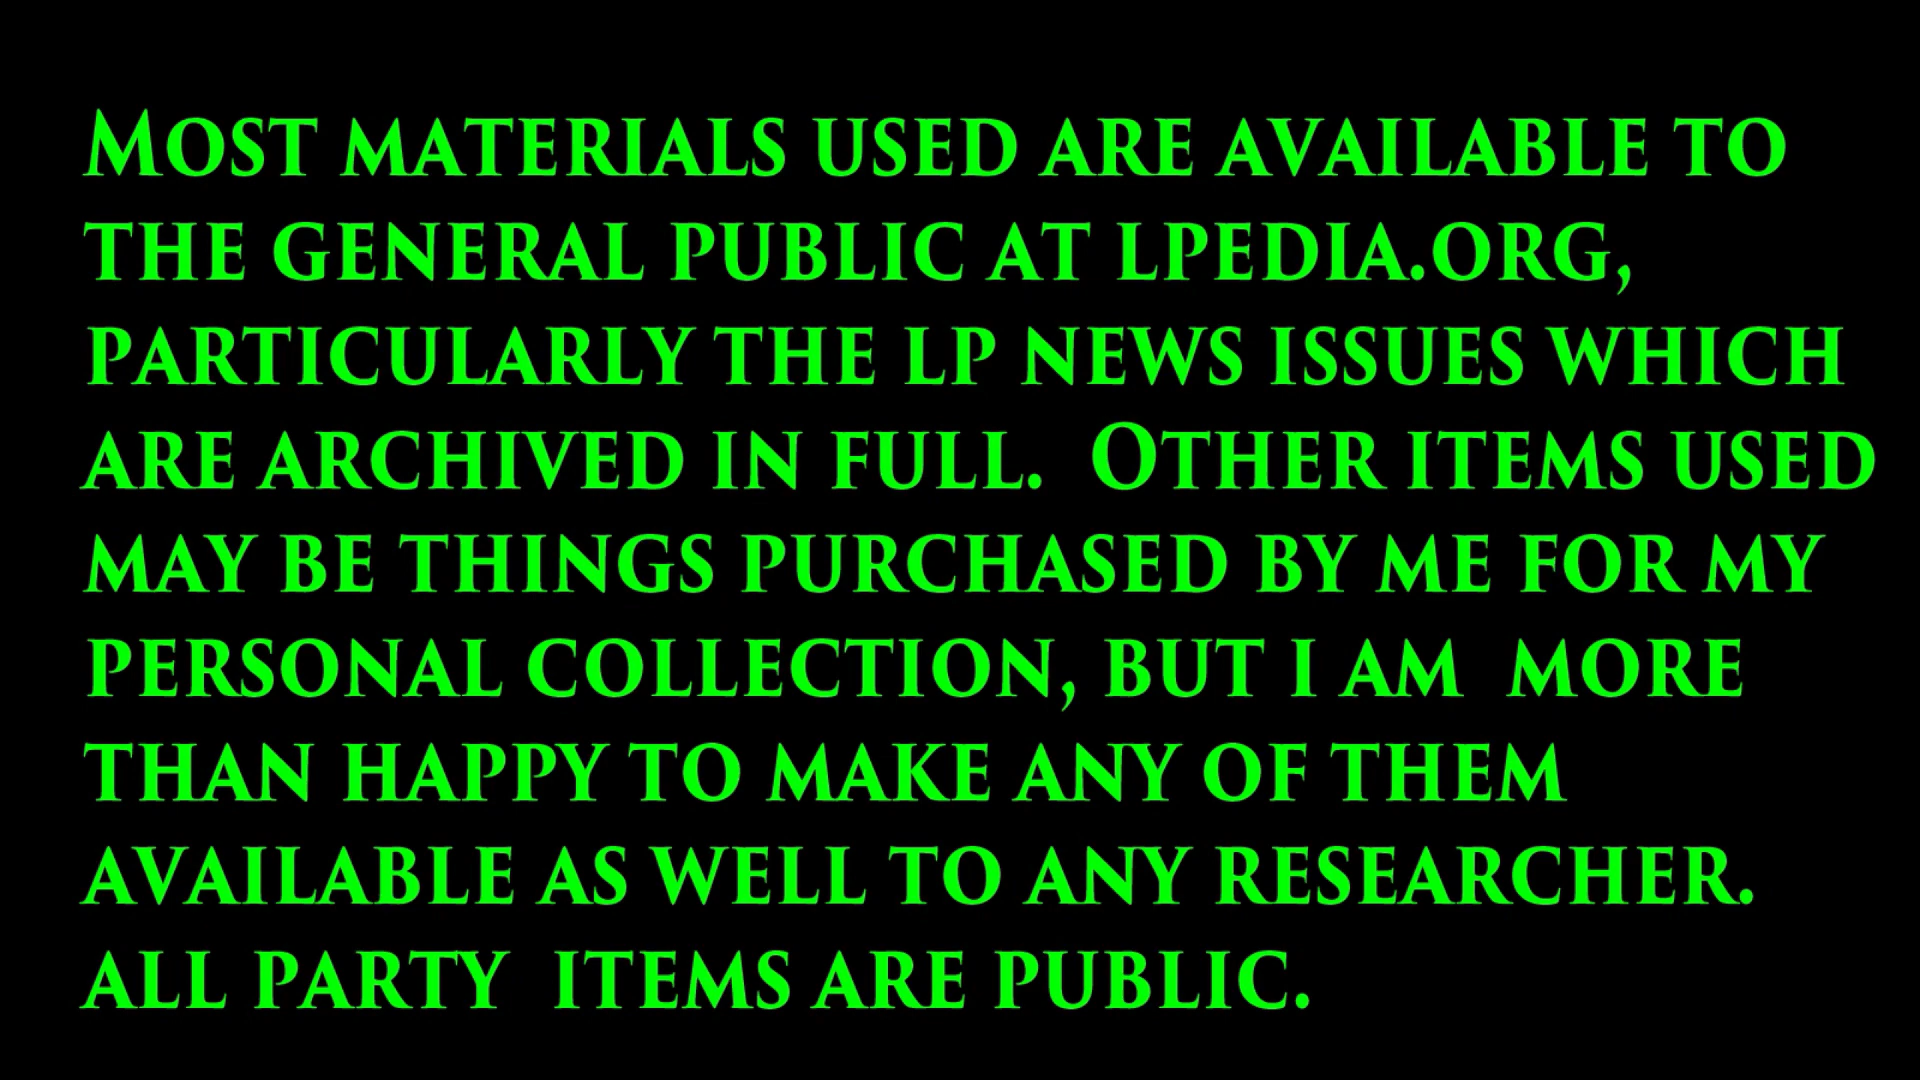 Most materials used are available to
the general public at lpedia.org,
particularly the LP News issues which
are archived in full.  Other items used
may be things purchased by me for my
personal collection, but I am  more
than happy to make any of them
available as well to any researcher.
All party  items are public.